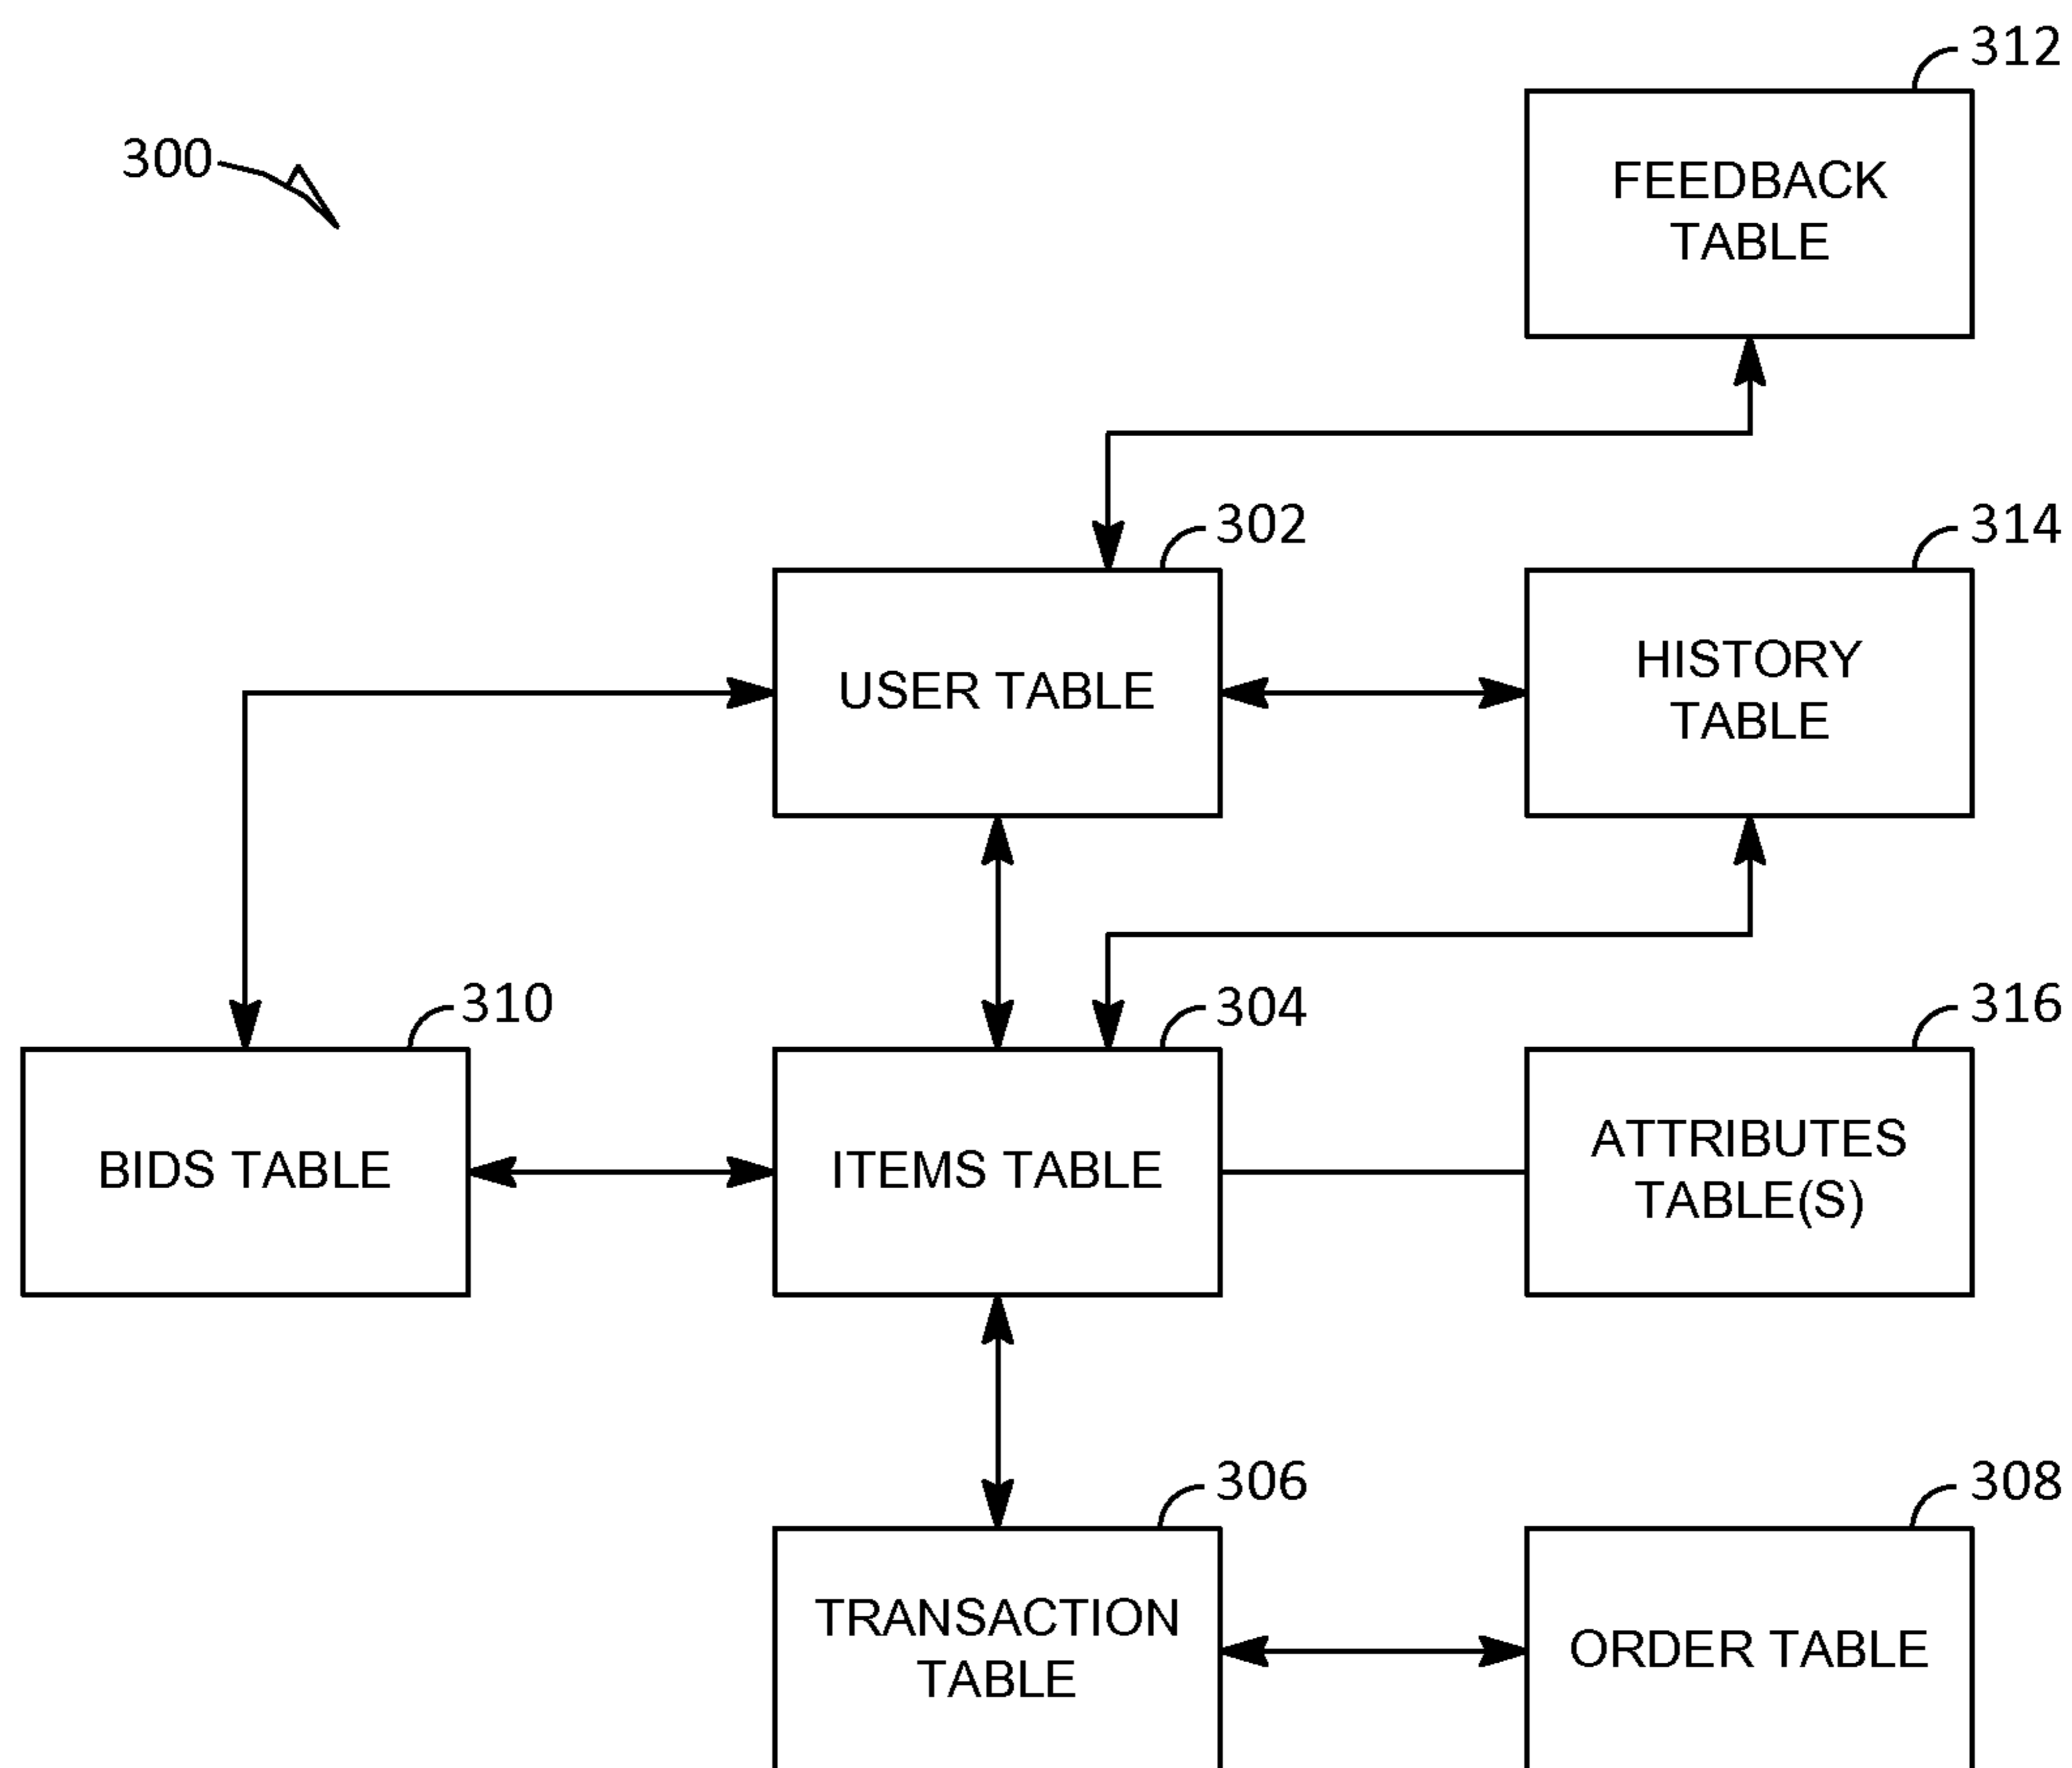 312
300
FEEDBACK
TABLE
302
314
USER TABLE
HISTORY
TABLE
310
304
316
BIDS TABLE
ITEMS TABLE
ATTRIBUTES
TABLE(S)
306
308
TRANSACTION
TABLE
ORDER TABLE